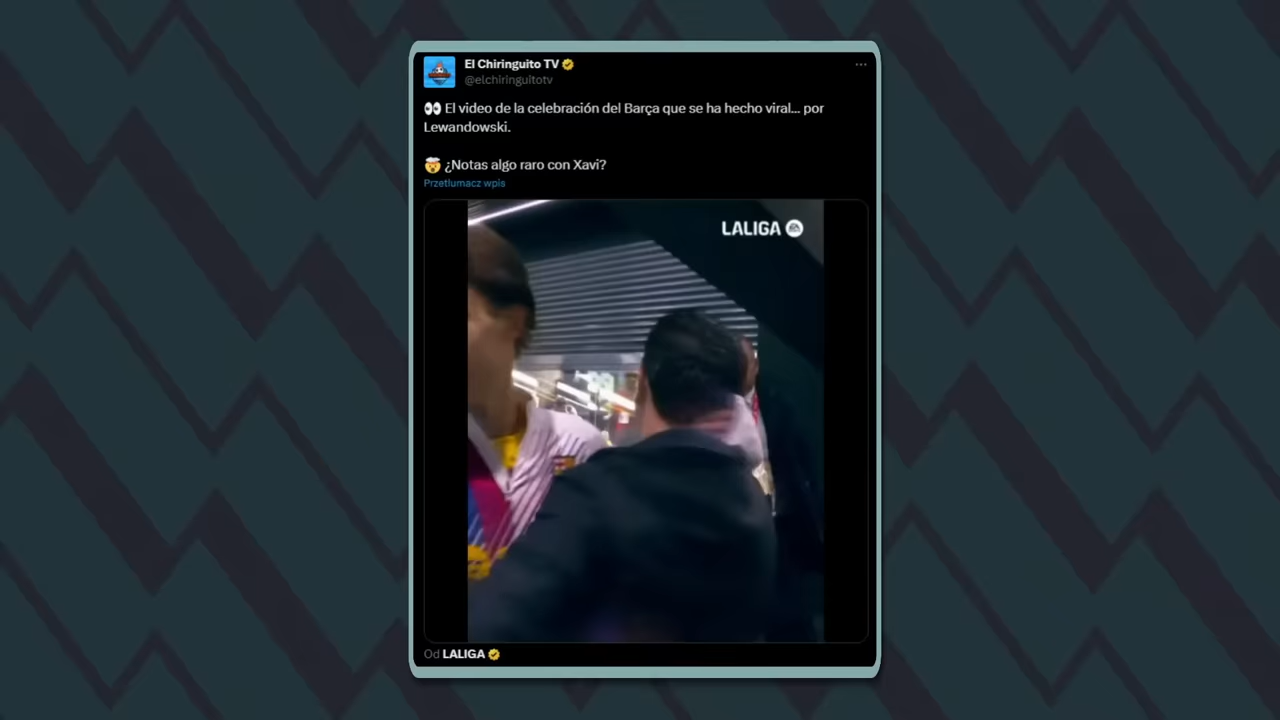 El Chiringuito TV
@elchiringuitotv
👀 El video de la celebración del Barça que se ha hecho viral... por
Lewandowski.
🤯 ¿Notas algo raro con Xavi?
Przetłumacz wpis
LALIGA
Od LALIGA